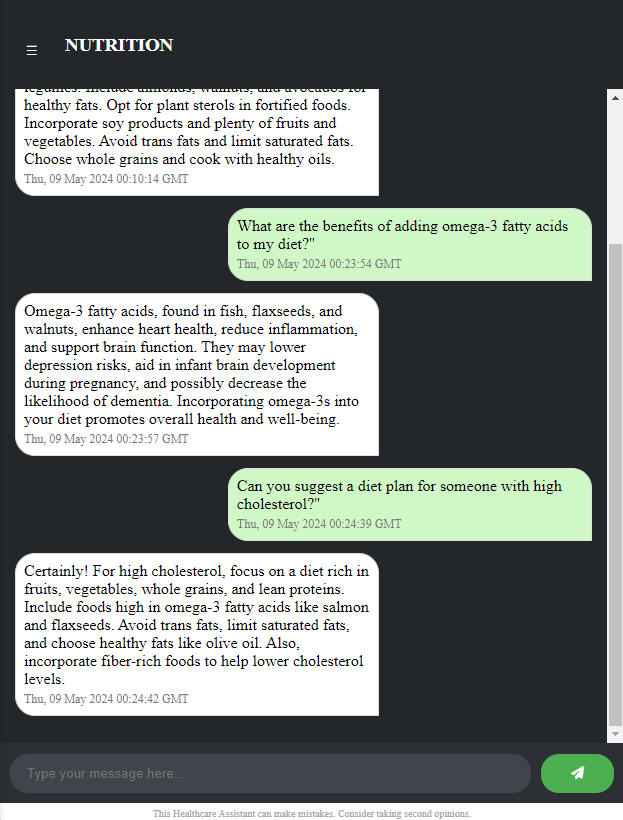 ☰ NUTRITION
legumes. Include almonds, walnuts, and avocados for
healthy fats. Opt for plant sterols in fortified foods.
Incorporate soy products and plenty of fruits and
vegetables. Avoid trans fats and limit saturated fats.
Choose whole grains and cook with healthy oils.
Thu, 09 May 2024 00:10:14 GMT
What are the benefits of adding omega-3 fatty acids
to my diet?"
Thu, 09 May 2024 00:23:54 GMT
Omega-3 fatty acids, found in fish, flaxseeds, and
walnuts, enhance heart health, reduce inflammation,
and support brain function. They may lower
depression risks, aid in infant brain development
during pregnancy, and possibly decrease the
likelihood of dementia. Incorporating omega-3s into
your diet promotes overall health and well-being.
Thu, 09 May 2024 00:23:57 GMT
Can you suggest a diet plan for someone with high
cholesterol?"
Thu, 09 May 2024 00:24:39 GMT
Certainly! For high cholesterol, focus on a diet rich in
fruits, vegetables, whole grains, and lean proteins.
Include foods high in omega-3 fatty acids like salmon
and flaxseeds. Avoid trans fats, limit saturated fats,
and choose healthy fats like olive oil. Also,
incorporate fiber-rich foods to help lower cholesterol
levels.
Thu, 09 May 2024 00:24:42 GMT
Type your message here...
This Healthcare Assistant can make mistakes. Consider taking second opinions.